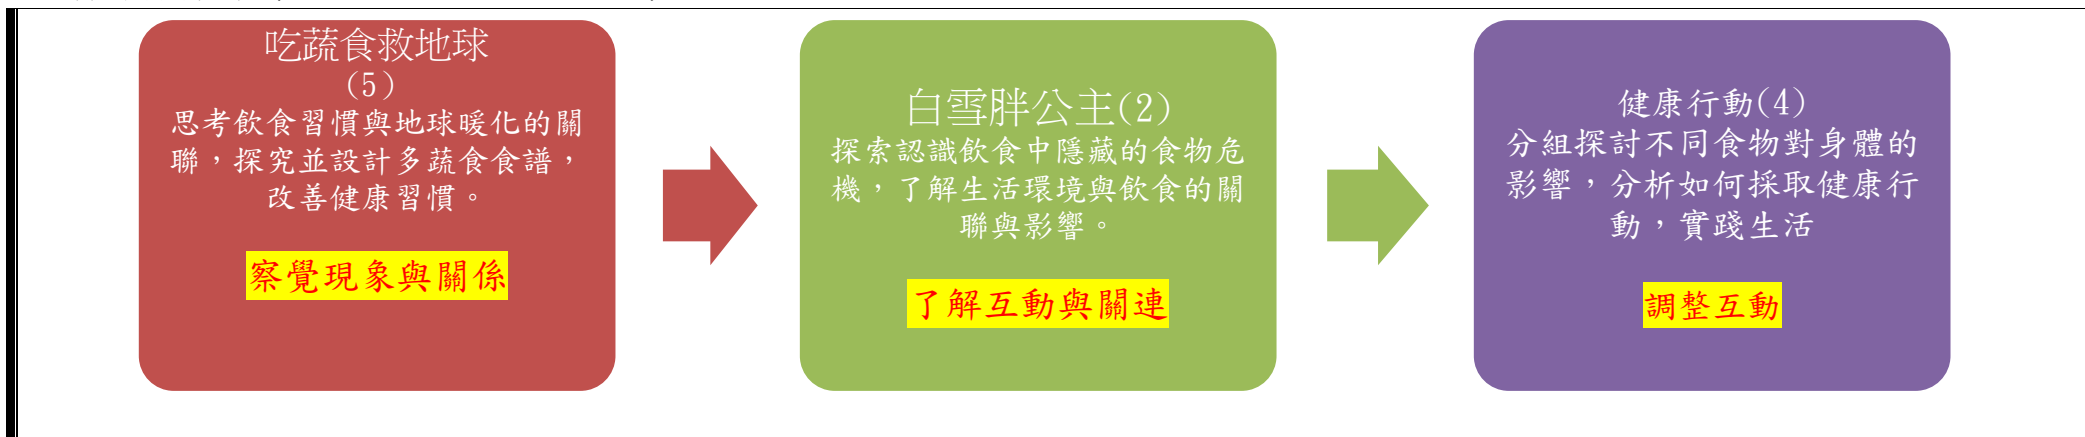 吃蔬食救地球
(5)
思考飲食習慣與地球暖化的關
聯，探究並設計多蔬食食譜，
改善健康習慣。
察覺現象與關係
白雪胖公主(2)
探索認識飲食中隱藏的食物危
機，了解生活環境與飲食的關
聯與影響。
了解互動與關連
健康行動(4)
分組探討不同食物對身體的
影響，分析如何採取健康行
動，實踐生活
調整互動